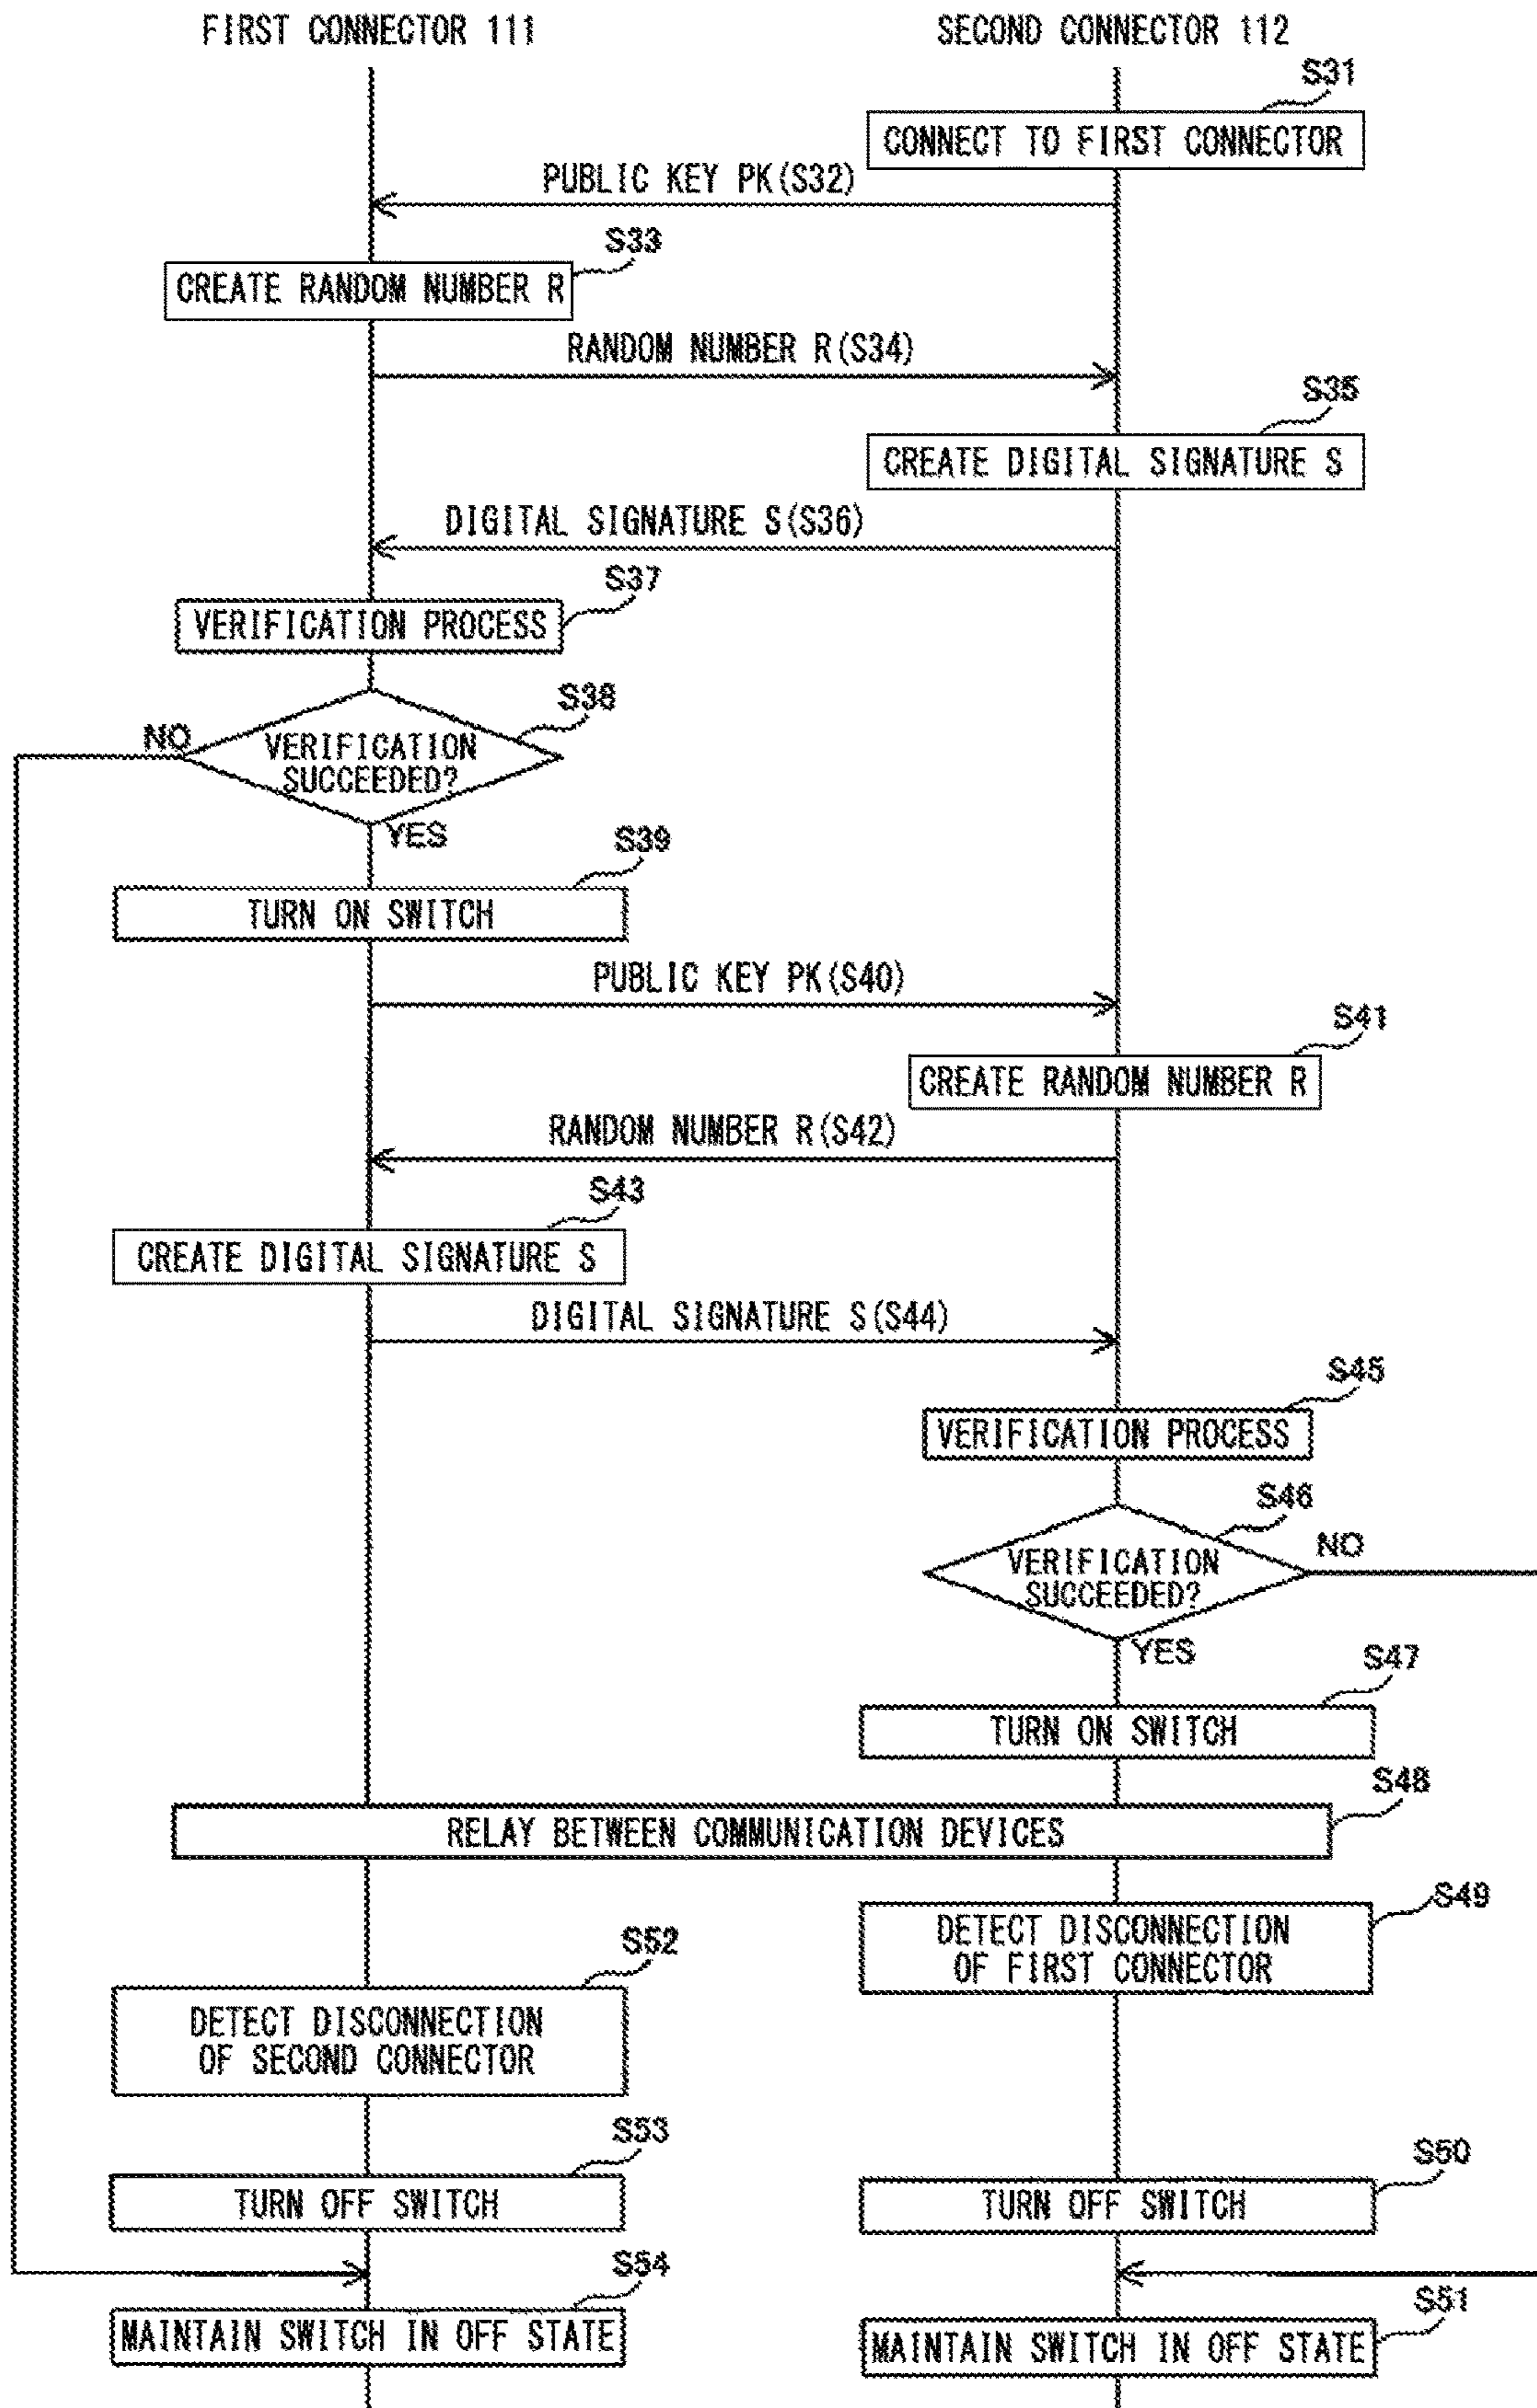 FIRST CONNECTOR 111
SECOND CONNECTOR 112
S31
CONNECT TO FIRST CONNECTOR
PUBLIC KEY PK(S32)
S33
CREATE RANDOM NUMBER R
RANDOM NUMBER R(S34)
S35
CREATE DIGITAL SIGNATURE S
DIGITAL SIGNATURE S(S36)
S37
VERIFICATION PROCESS
S38
NO
VERIFICATION
SUCCEEDED?
YES
S39
TURN ON SWITCH
PUBLIC KEY PK(S40)
S41
CREATE RANDOM NUMBER R
RANDOM NUMBER R(S42)
S43
CREATE DIGITAL SIGNATURE S
DIGITAL SIGNATURE S(S44)
S45
VERIFICATION PROCESS
S46
NO
VERIFICATION
SUCCEEDED?
YES
S47
TURN ON SWITCH
S48
RELAY BETWEEN COMMUNICATION DEVICES
S49
DETECT DISCONNECTION
OF FIRST CONNECTOR
S52
DETECT DISCONNECTION
OF SECOND CONNECTOR
S53
TURN OFF SWITCH
S50
TURN OFF SWITCH
S54
MAINTAIN SWITCH IN OFF STATE
S51
MAINTAIN SWITCH IN OFF STATE